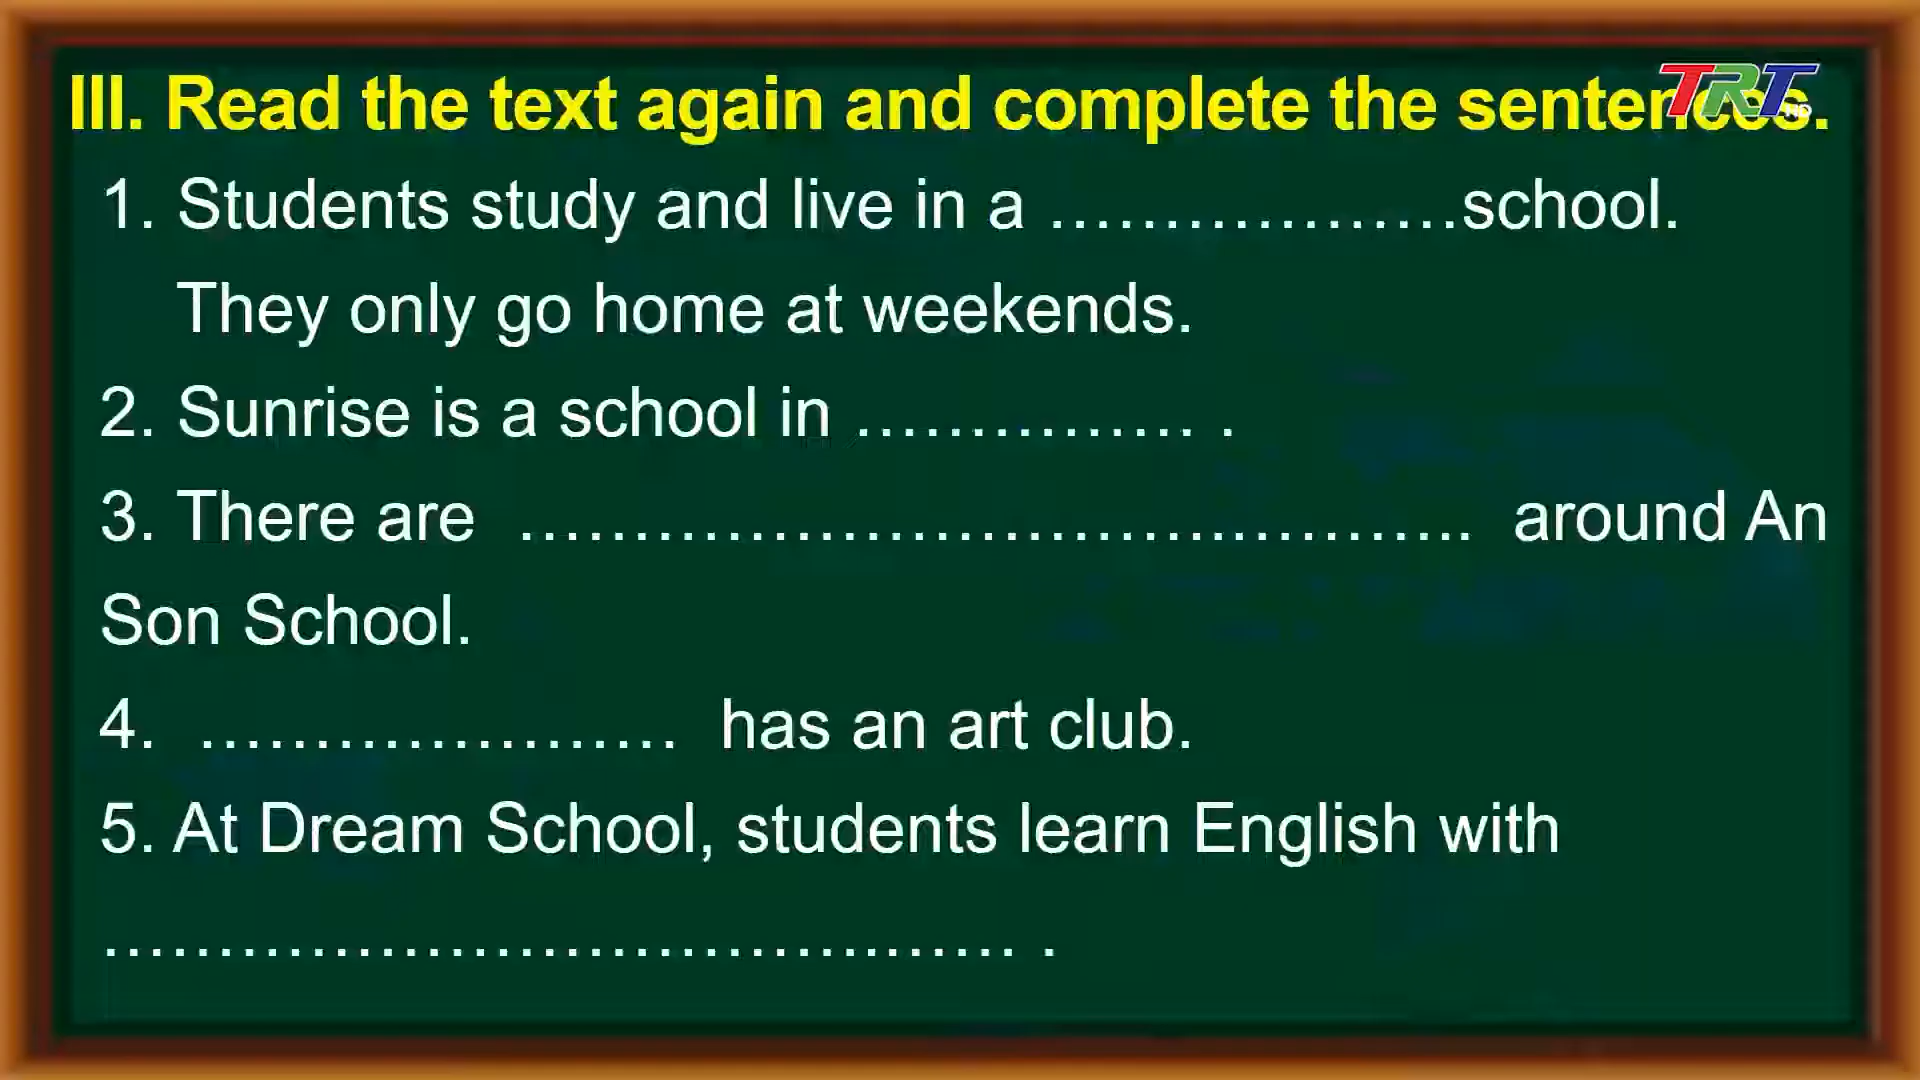 III. Read the text again and complete the sentences.
TRT HD
1. Students study and live in a ………………school.
They only go home at weekends.
2. Sunrise is a school in …………… .
3. There are …………………………………… around An
Son School.
4. ………………… has an art club.
5. At Dream School, students learn English with
………………………………… .